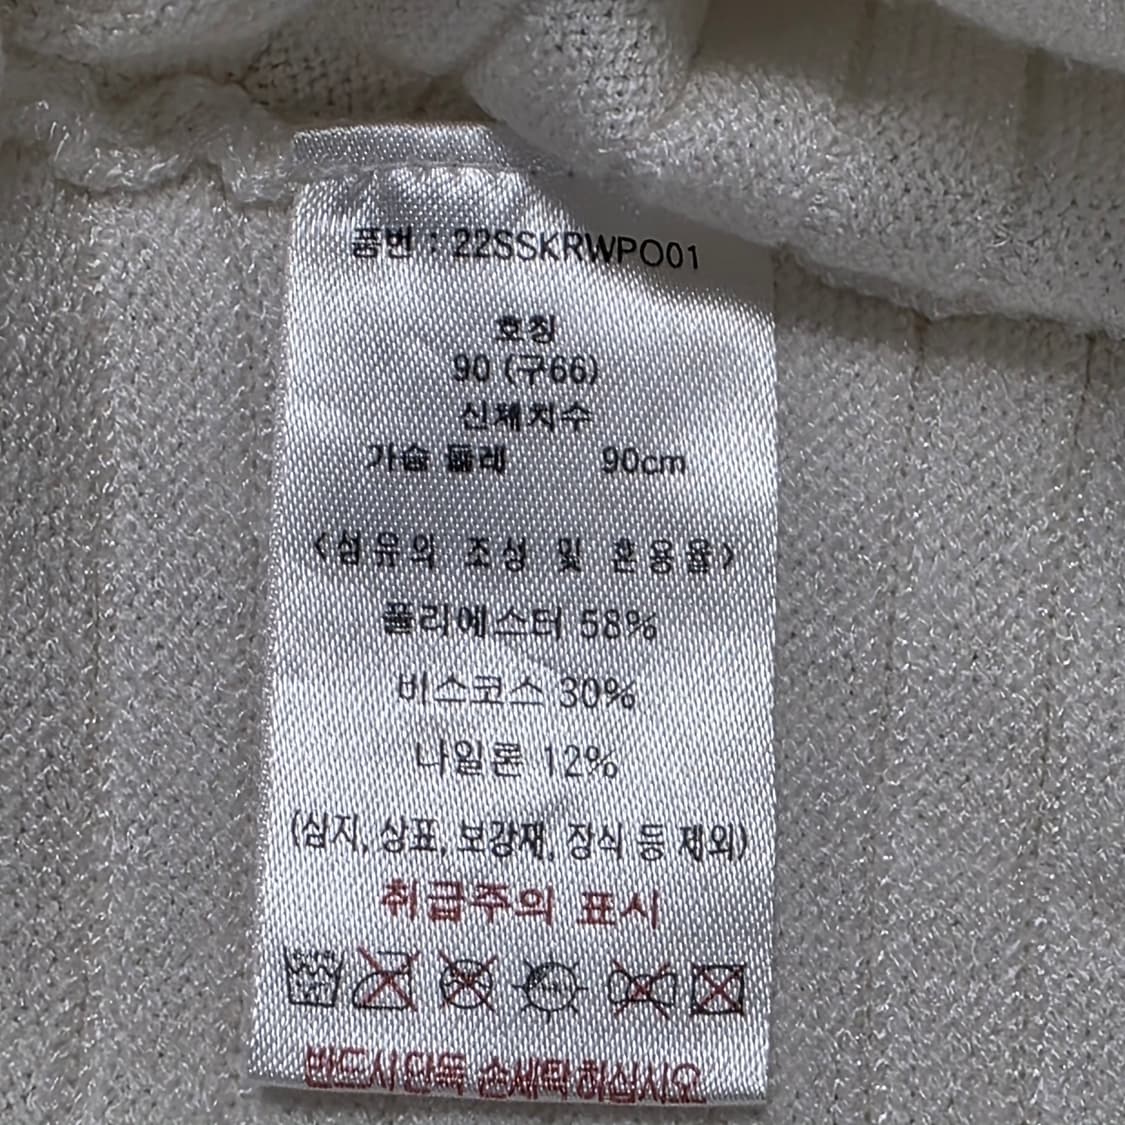 품번 : 22SSKRWPO01
호칭
90 (구66)
신체치수
가슴 둘레 90cm
<섬유의 조성 및 혼용율>
폴리에스터 58%
비스코스 30%
나일론 12%
(심지, 상표, 보강재, 장식 등 제외)
취급주의 표시
반드시 단독 손세탁 하십시오